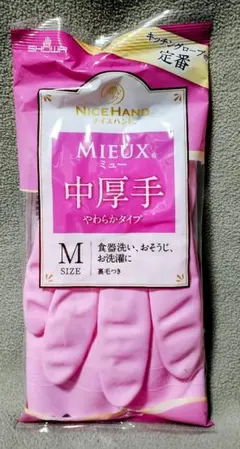 SHOWA
キッチングローブの
定番
NICE HAND
ナイスハンド
MIEUX
ミュー
中厚手
やわらかタイプ
M
SIZE
食器洗い、おそうじ、
お洗濯に
裏毛つき